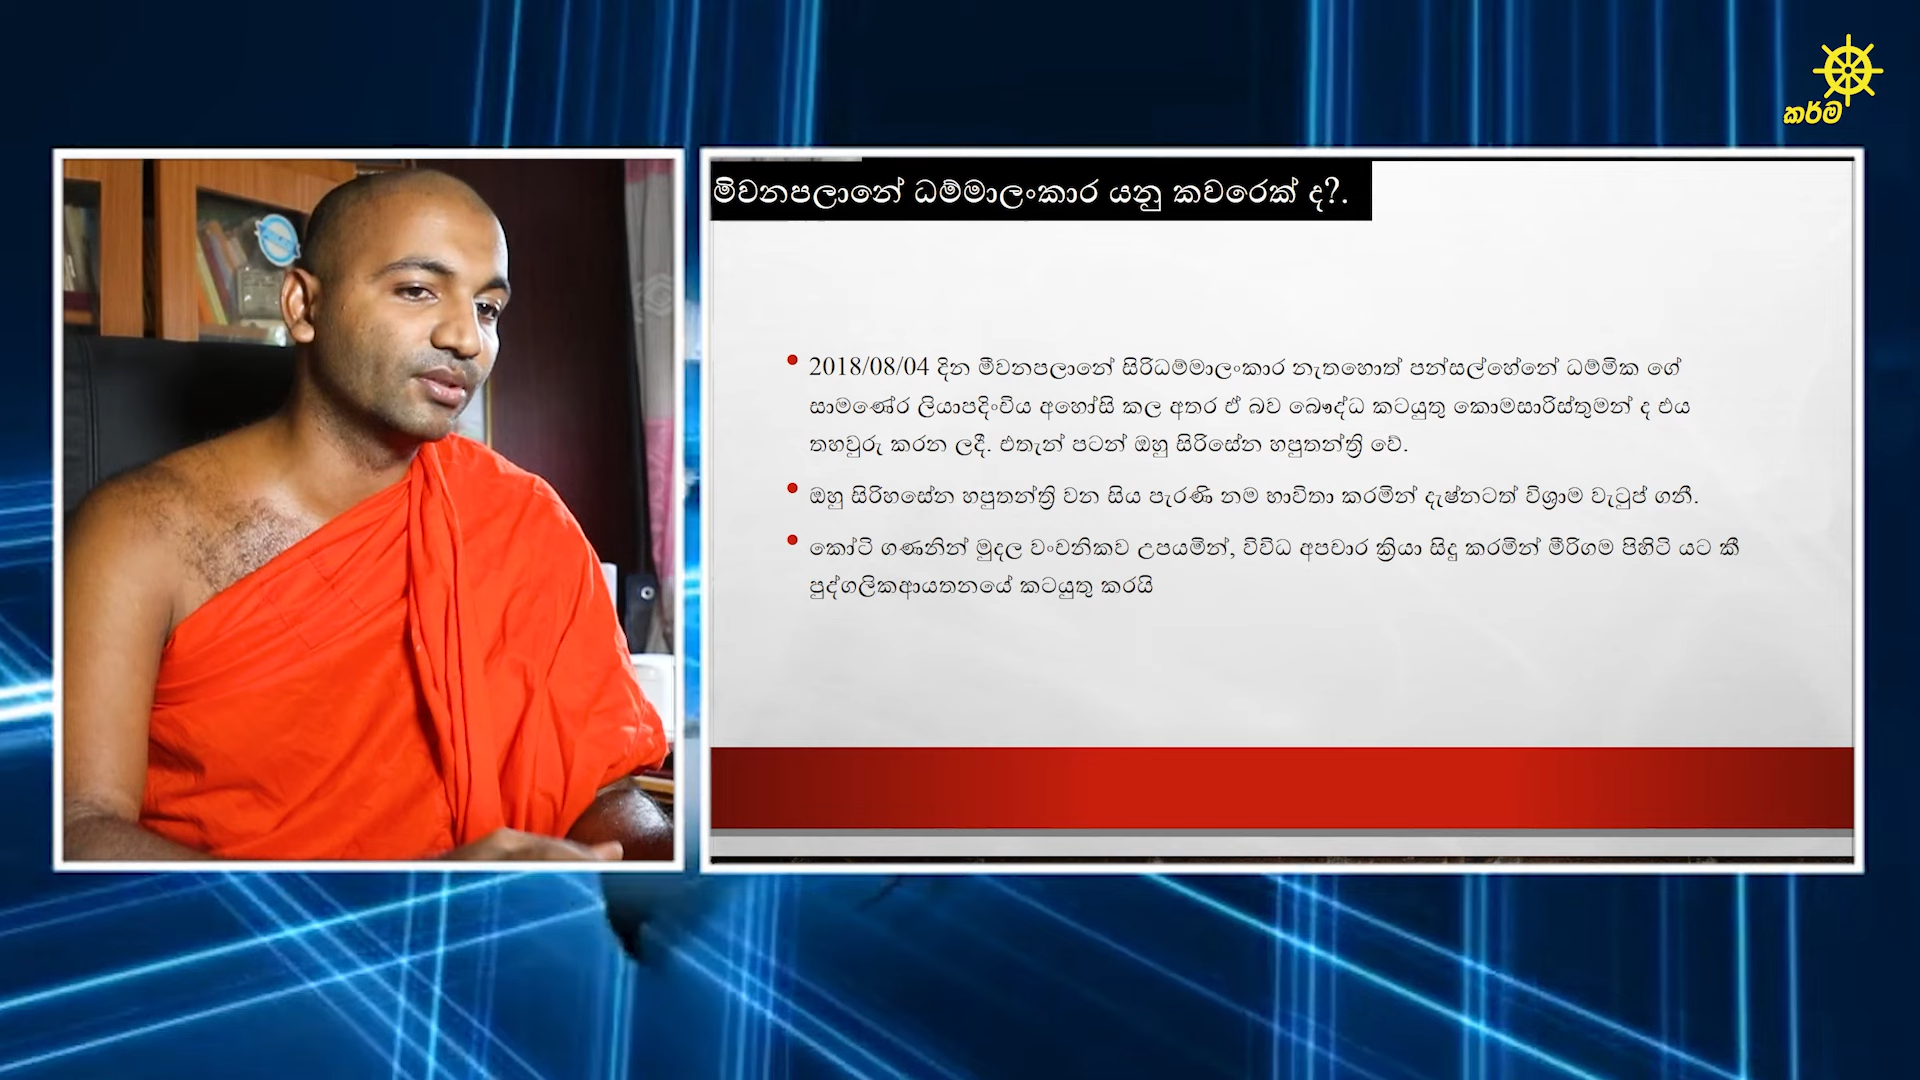 කර්ම
මිවනපලානේ ධම්මාලංකාර යනු කවරෙක් ද?.
• 2018/08/04 දින මීවනපලානේ සිරිධම්මාලංකාර නැතහොත් පන්සල්හේනේ ධම්මික ගේ
සාමණේර ලියාපදිංචිය අහෝසි කල අතර ඒ බව බෞද්ධ කටයුතු කොමසාරිස්තුමන් ද එය
තහවුරු කරන ලදී. එතැන් පටන් ඔහු සිරිසේන හපුතන්ත්‍රි වේ.
• ඔහු සිරිහසේන හපුතන්ත්‍රි වන සිය පැරණි නම භාවිතා කරමින් දැෂ්නටත් විශ්‍රාම වැටුප් ගනී.
• කෝටි ගණනින් මුදල වංචනිකව උපයමින්, විවිධ අපචාර ක්‍රියා සිදු කරමින් මීරිගම පිහිටි යට කී
පුද්ගලිකආයතනයේ කටයුතු කරයි